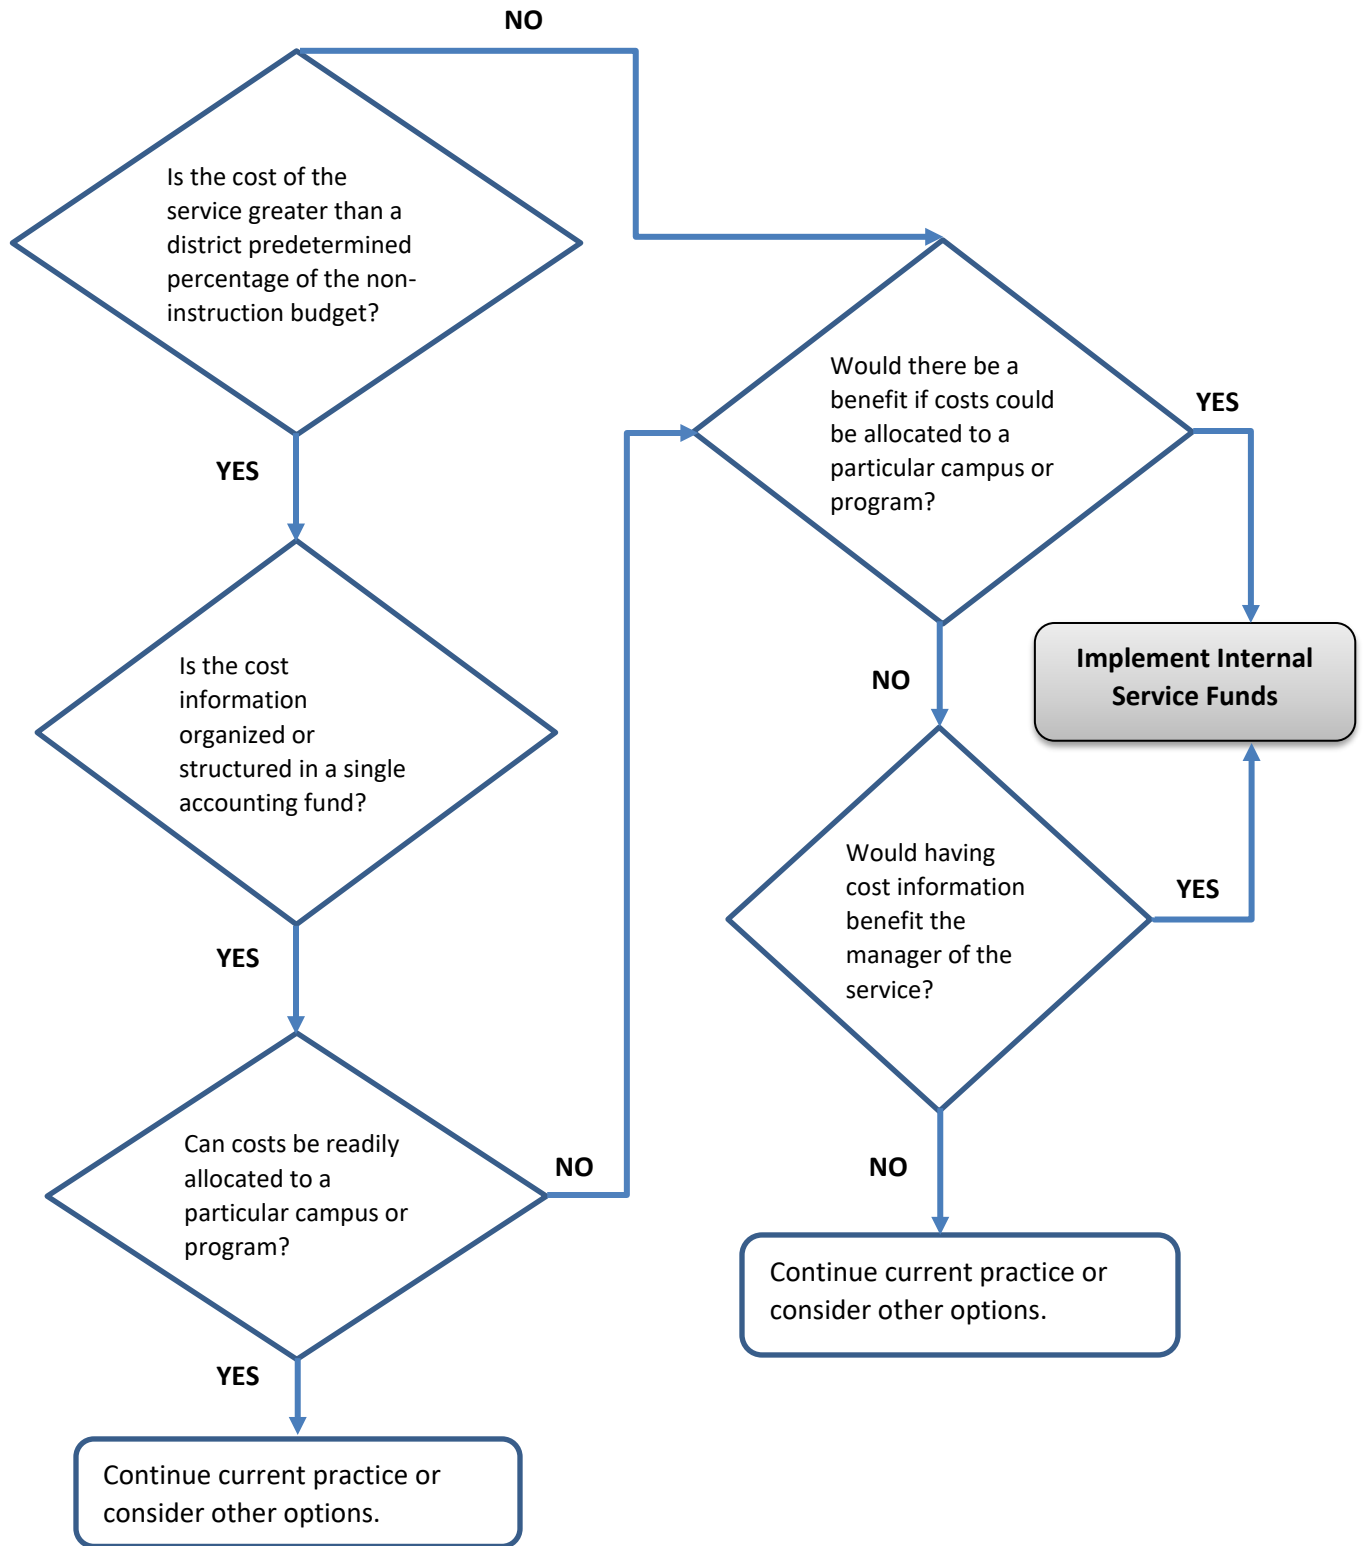 NO
Is the cost of the
service greater than a
district predetermined
percentage of the non-
instruction budget?
Would there be a
benefit if costs could
be allocated to a
particular campus or
program?
YES
YES
Is the cost
information
organized or
structured in a single
accounting fund?
NO
Implement Internal
Service Funds
Would having
cost information
benefit the
manager of the
service?
YES
YES
Can costs be readily
allocated to a
particular campus or
program?
NO
NO
Continue current practice or
consider other options.
YES
Continue current practice or
consider other options.